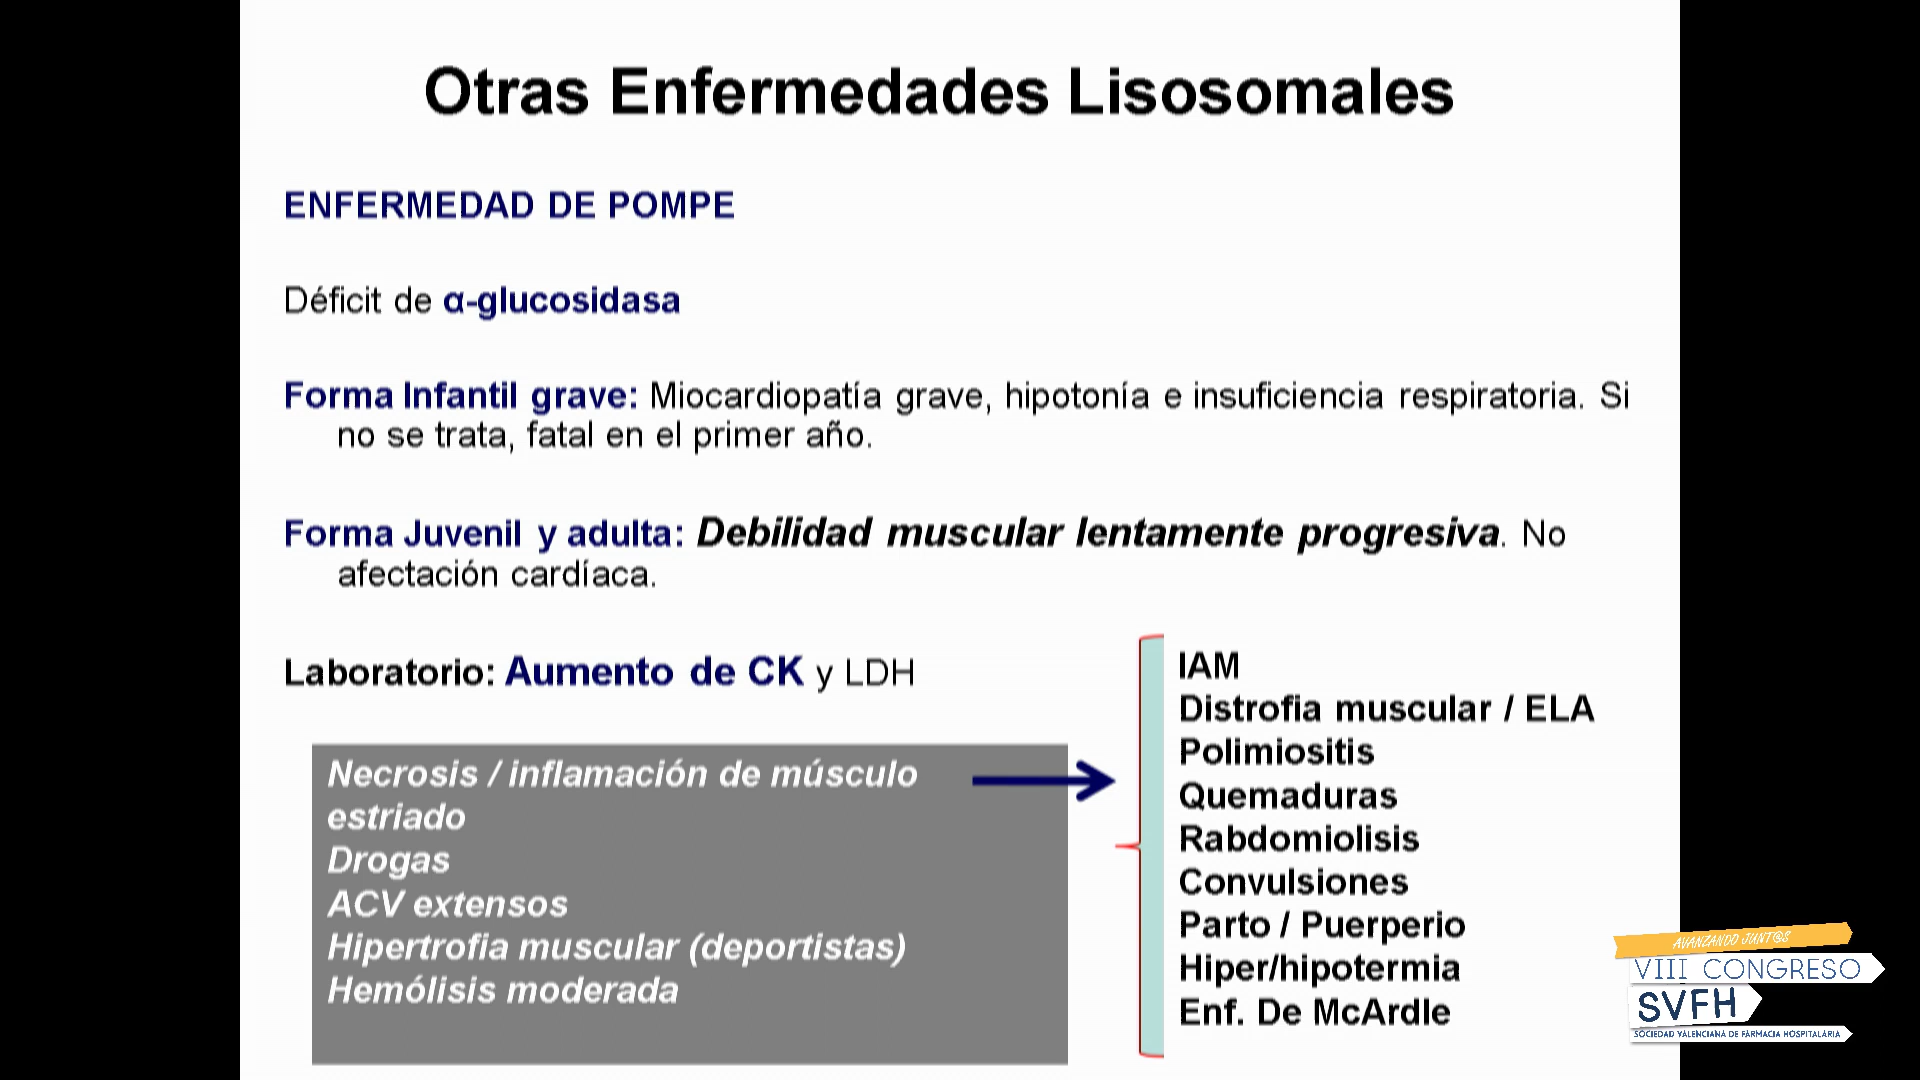 Otras Enfermedades Lisosomales
ENFERMEDAD DE POMPE
Déficit de α-glucosidasa
Forma Infantil grave: Miocardiopatía grave, hipotonía e insuficiencia respiratoria. Si
no se trata, fatal en el primer año.
Forma Juvenil y adulta: Debilidad muscular lentamente progresiva. No
afectación cardíaca.
Laboratorio: Aumento de CK y LDH
Necrosis / inflamación de músculo
estriado
Drogas
ACV extensos
Hipertrofia muscular (deportistas)
Hemólisis moderada
IAM
Distrofia muscular / ELA
Polimiositis
Quemaduras
Rabdomiolisis
Convulsiones
Parto / Puerperio
Hiper/hipotermia
Enf. De McArdle
AVANZANDO JUNT@S
VIII CONGRESO
SVFH
SOCIEDAD VALENCIANA DE FARMACIA HOSPITALARIA